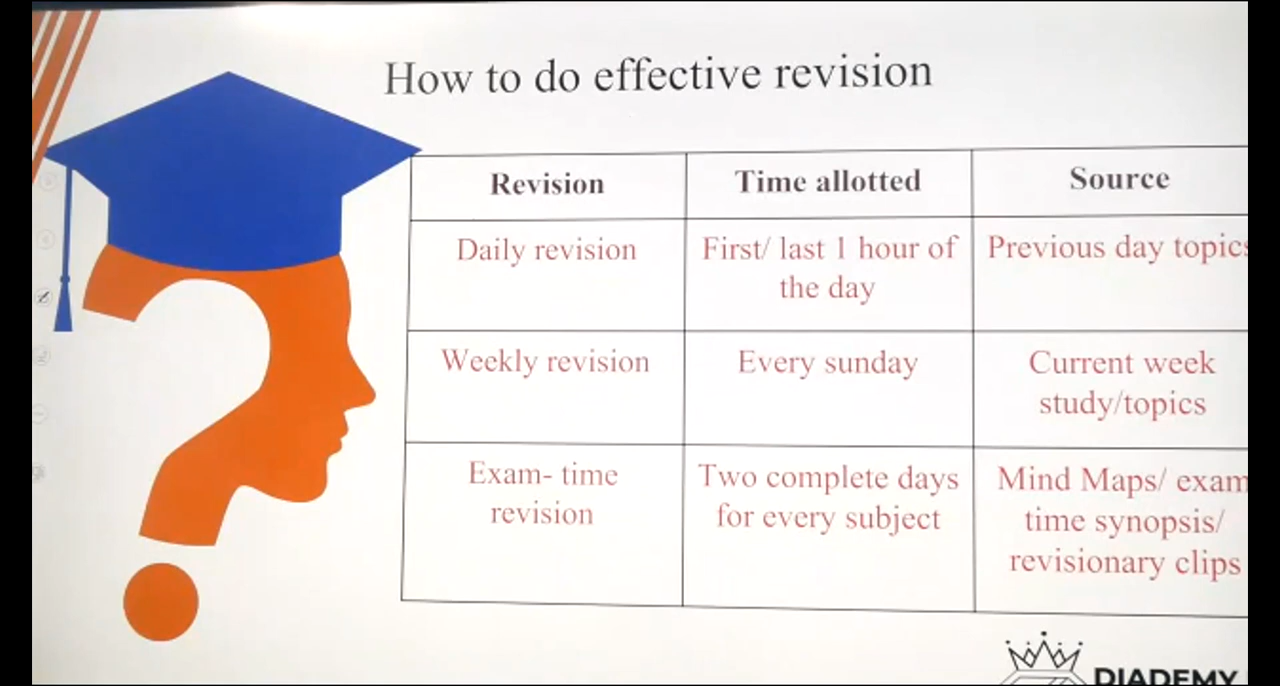 How to do effective revision
Revision Time allotted Source
Daily revision First/ last 1 hour of Previous day topics
the day
Weekly revision Every sunday Current week
study/topics
Exam- time Two complete days Mind Maps/ exam
revision for every subject time synopsis/
revisionary clips
DIADEMY